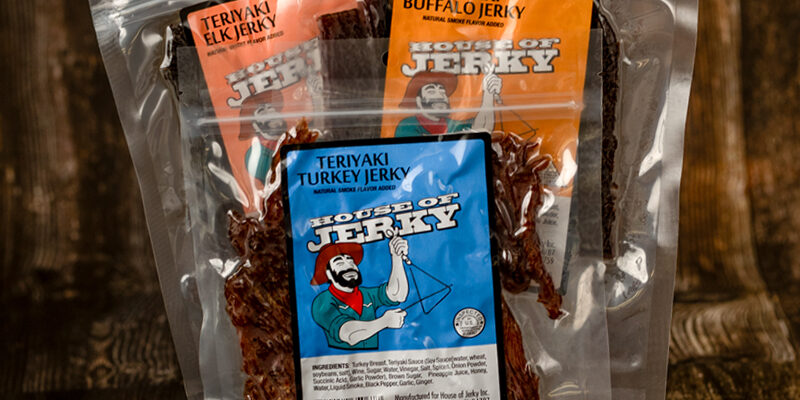 TERIYAKI
ELK JERKY
NATURAL SMOKE FLAVOR ADDED
HOUSE OF
JERKY
BUFFALO JERKY
NATURAL SMOKE FLAVOR ADDED
HOUSE OF
JERKY
TERIYAKI
TURKEY JERKY
NATURAL SMOKE FLAVOR ADDED
HOUSE OF
JERKY
INGREDIENTS: Turkey Breast, Teriyaki Sauce (Soy Sauce(water, wheat,
soybeans, salt), Wine, Sugar, Water, Vinegar, Salt, Spices, Onion Powder,
Succinic Acid, Garlic Powder), Brown Sugar, Pineapple Juice, Honey,
Water, Liquid Smoke, Black Pepper, Garlic, Ginger.
Manufactured for House of Jerky Inc.